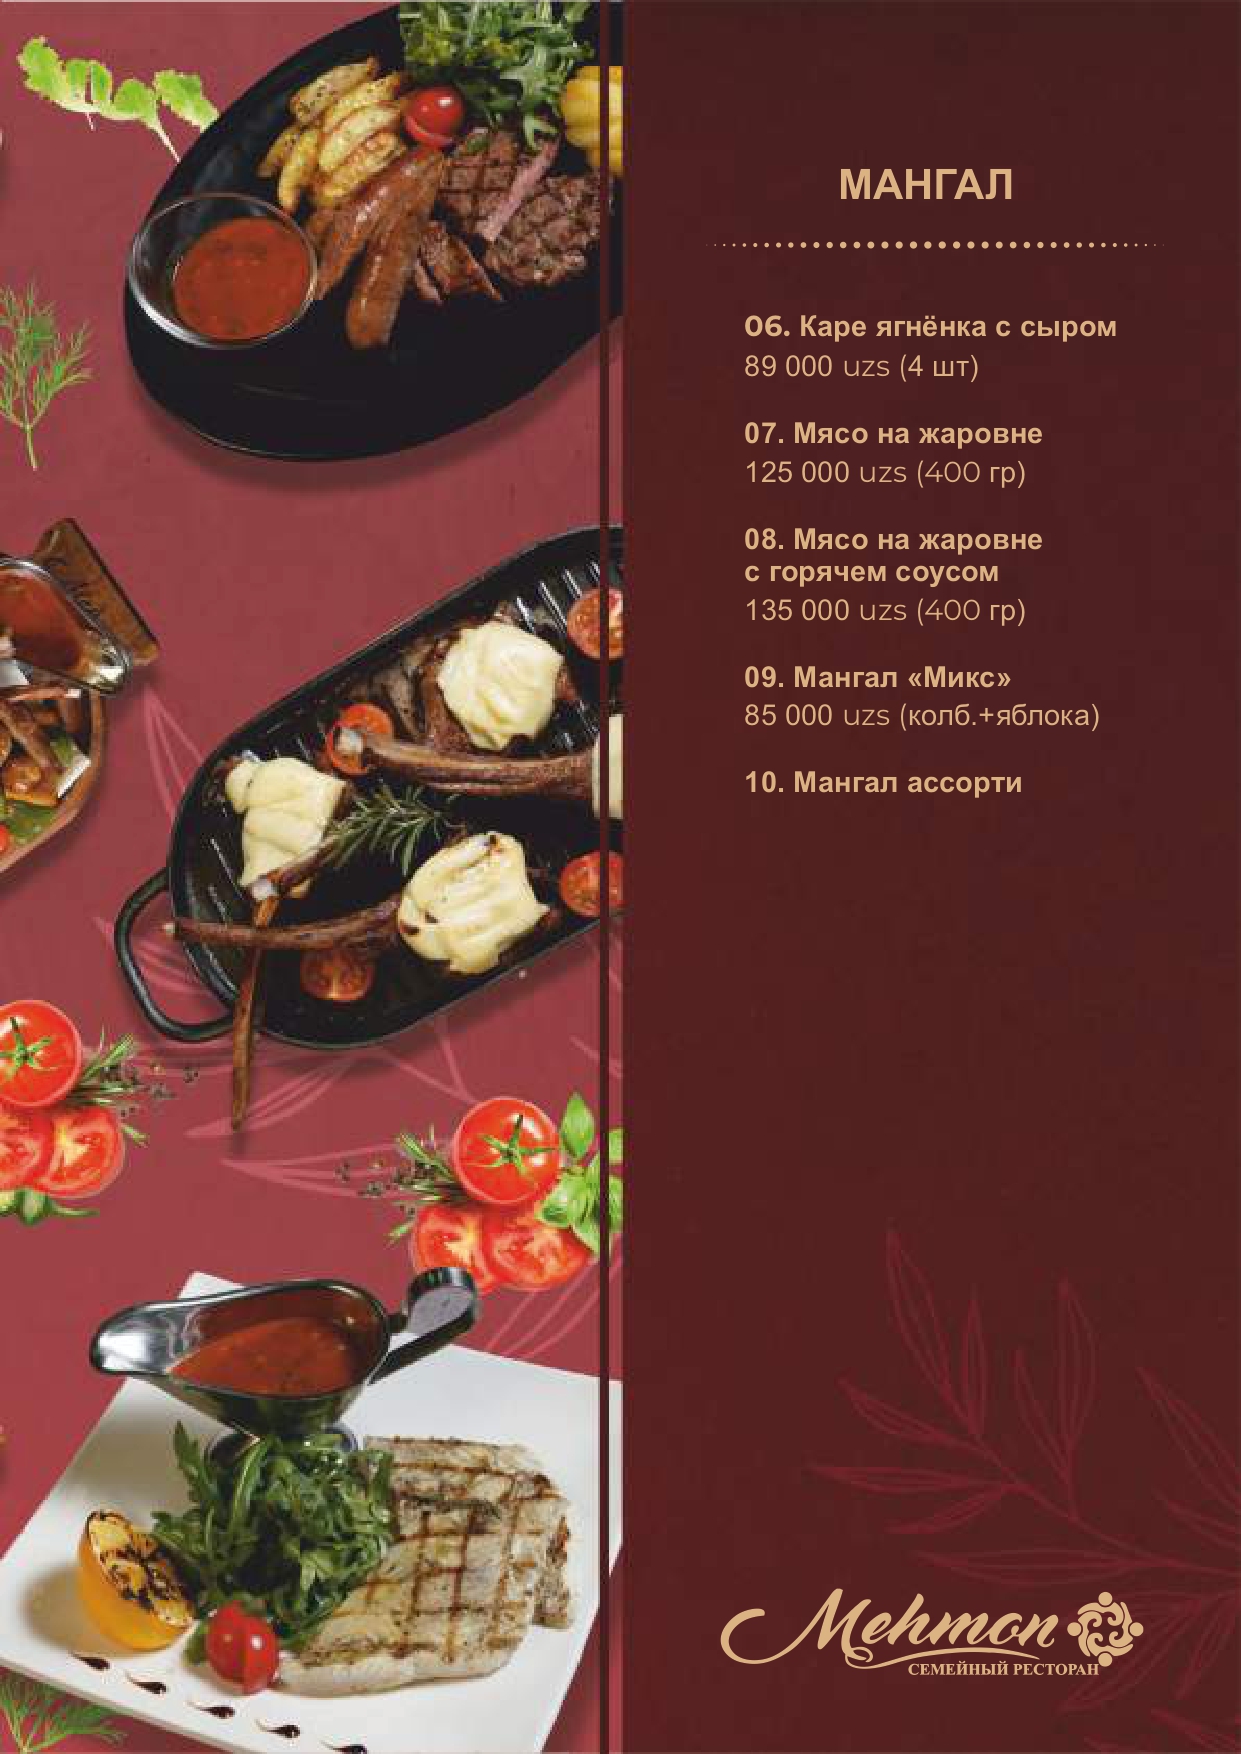 МАНГАЛ
06. Каре ягнёнка с сыром
89 000 uzs (4 шт)
07. Мясо на жаровне
125 000 uzs (400 гр)
08. Мясо на жаровне
с горячем соусом
135 000 uzs (400 гр)
09. Мангал «Микс»
85 000 uzs (колб.+яблока)
10. Мангал ассорти
Mehmon
СЕМЕЙНЫЙ РЕСТОРАН